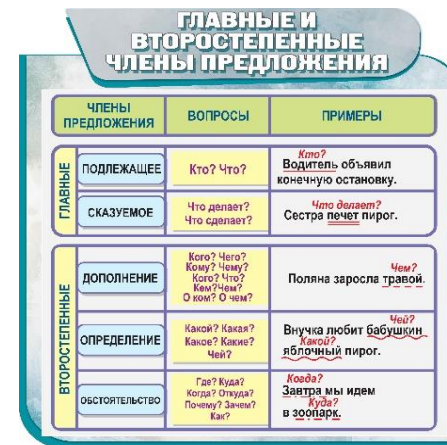 ГЛАВНЫЕ И
ВТОРОСТЕПЕННЫЕ
ЧЛЕНЫ ПРЕДЛОЖЕНИЯ
ЧЛЕНЫ
ПРЕДЛОЖЕНИЯ
ВОПРОСЫ
ПРИМЕРЫ
ГЛАВНЫЕ
ПОДЛЕЖАЩЕЕ
Кто? Что?
Кто?
Водитель объявил
конечную остановку.
СКАЗУЕМОЕ
Что делает?
Что сделает?
Что делает?
Сестра печет пирог.
ВТОРОСТЕПЕННЫЕ
ДОПОЛНЕНИЕ
Кого? Чего?
Кому? Чему?
Кого? Что?
Кем?Чем?
О ком? О чем?
Чем?
Поляна заросла травой.
ОПРЕДЕЛЕНИЕ
Какой? Какая?
Какое? Какие?
Чей?
Чей?
Внучка любит бабушкин
Какой?
яблочный пирог.
ОБСТОЯТЕЛЬСТВО
Где? Куда?
Когда? Откуда?
Почему? Зачем?
Как?
Когда?
Завтра мы идем
Куда?
в зоопарк.